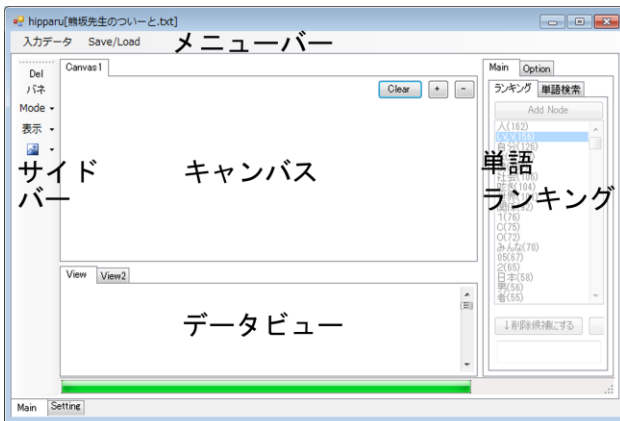 hipparu[鵺坂先生のついーと.txt]
入力データ Save/Load
メニューバー
Del
バネ
Mode
表示
サイド
バー
Canvas1
Clear + -
キャンバス
View View2
データビュー
Main Option
ランキング 単語検索
Add Node
人(162)
自分(126)
単語
ランキング
1(76)
C(75)
O(72)
みんな(70)
05(67)
2(65)
日本(58)
男(56)
者(55)
↓削除候補にする
Main Setting